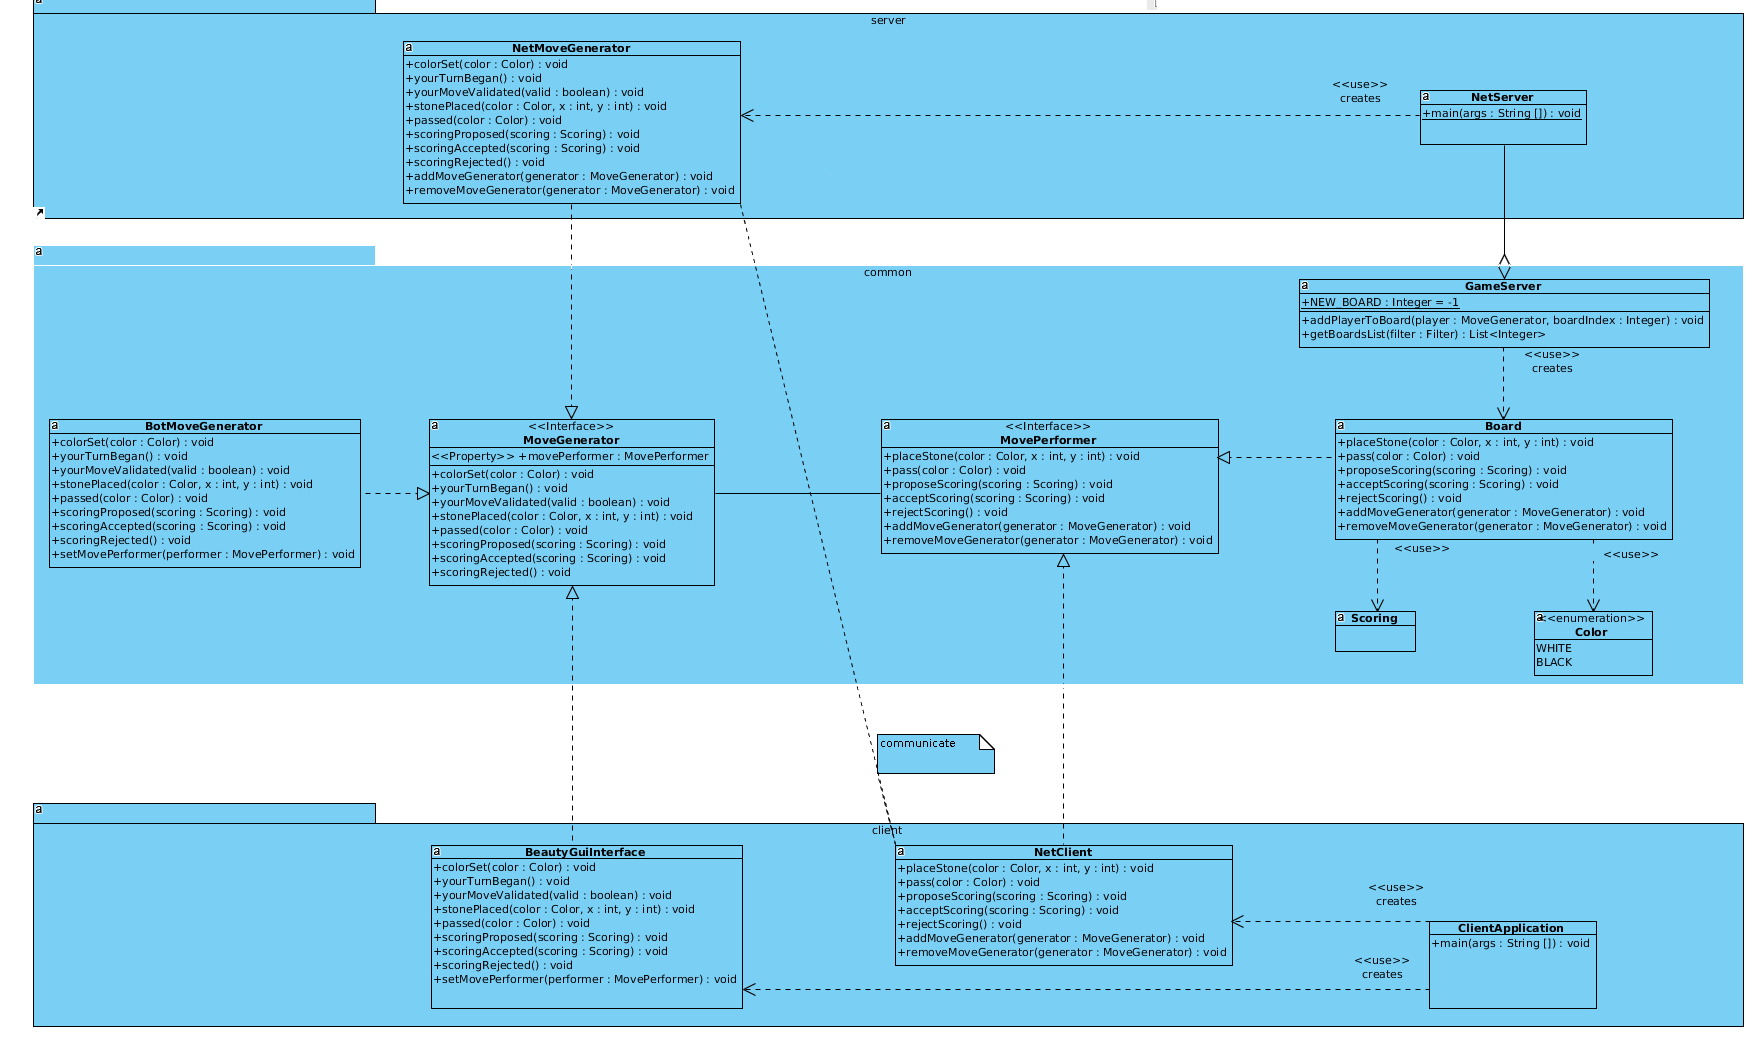 server
a
NetMoveGenerator
+colorSet(color : Color) : void
+yourTurnBegan() : void
+yourMoveValidated(valid : boolean) : void
+stonePlaced(color : Color, x : int, y : int) : void
+passed(color : Color) : void
+scoringProposed(scoring : Scoring) : void
+scoringAccepted(scoring : Scoring) : void
+scoringRejected() : void
+addMoveGenerator(generator : MoveGenerator) : void
+removeMoveGenerator(generator : MoveGenerator) : void
<<use>>
creates
a
NetServer
+main(args : String []) : void
a
common
a
GameServer
+NEW_BOARD : Integer = -1
+addPlayerToBoard(player : MoveGenerator, boardIndex : Integer) : void
+getBoardsList(filter : Filter) : List<Integer>
<<use>>
creates
a
BotMoveGenerator
+colorSet(color : Color) : void
+yourTurnBegan() : void
+yourMoveValidated(valid : boolean) : void
+stonePlaced(color : Color, x : int, y : int) : void
+passed(color : Color) : void
+scoringProposed(scoring : Scoring) : void
+scoringAccepted(scoring : Scoring) : void
+scoringRejected() : void
+setMovePerformer(performer : MovePerformer) : void
a
<<Interface>>
MoveGenerator
<<Property>> +movePerformer : MovePerformer
+colorSet(color : Color) : void
+yourTurnBegan() : void
+yourMoveValidated(valid : boolean) : void
+stonePlaced(color : Color, x : int, y : int) : void
+passed(color : Color) : void
+scoringProposed(scoring : Scoring) : void
+scoringAccepted(scoring : Scoring) : void
+scoringRejected() : void
a
<<Interface>>
MovePerformer
+placeStone(color : Color, x : int, y : int) : void
+pass(color : Color) : void
+proposeScoring(scoring : Scoring) : void
+acceptScoring(scoring : Scoring) : void
+rejectScoring() : void
+addMoveGenerator(generator : MoveGenerator) : void
+removeMoveGenerator(generator : MoveGenerator) : void
a
Board
+placeStone(color : Color, x : int, y : int) : void
+pass(color : Color) : void
+proposeScoring(scoring : Scoring) : void
+acceptScoring(scoring : Scoring) : void
+rejectScoring() : void
+addMoveGenerator(generator : MoveGenerator) : void
+removeMoveGenerator(generator : MoveGenerator) : void
<<use>>
<<use>>
a
Scoring
a
<<enumeration>>
Color
WHITE
BLACK
communicate
a
client
a
BeautyGuiInterface
+colorSet(color : Color) : void
+yourTurnBegan() : void
+yourMoveValidated(valid : boolean) : void
+stonePlaced(color : Color, x : int, y : int) : void
+passed(color : Color) : void
+scoringProposed(scoring : Scoring) : void
+scoringAccepted(scoring : Scoring) : void
+scoringRejected() : void
+setMovePerformer(performer : MovePerformer) : void
a
NetClient
+placeStone(color : Color, x : int, y : int) : void
+pass(color : Color) : void
+proposeScoring(scoring : Scoring) : void
+acceptScoring(scoring : Scoring) : void
+rejectScoring() : void
+addMoveGenerator(generator : MoveGenerator) : void
+removeMoveGenerator(generator : MoveGenerator) : void
<<use>>
creates
<<use>>
creates
ClientApplication
+main(args : String []) : void